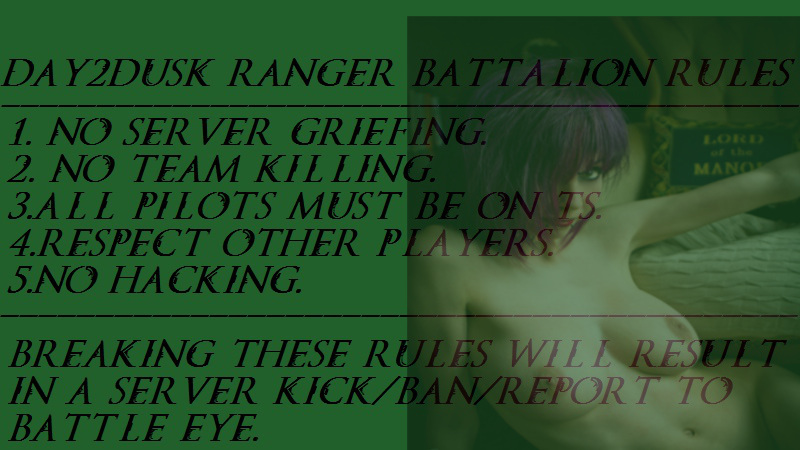 DAY2DUSK RANGER BATTALION RULES
1. NO SERVER GRIEFING.
2. NO TEAM KILLING.
3.ALL PILOTS MUST BE ON TS.
4.RESPECT OTHER PLAYERS.
5.NO HACKING.
BREAKING THESE RULES WILL RESULT
IN A SERVER KICK/BAN/REPORT TO
BATTLE EYE.
LORD
of the
MANOR